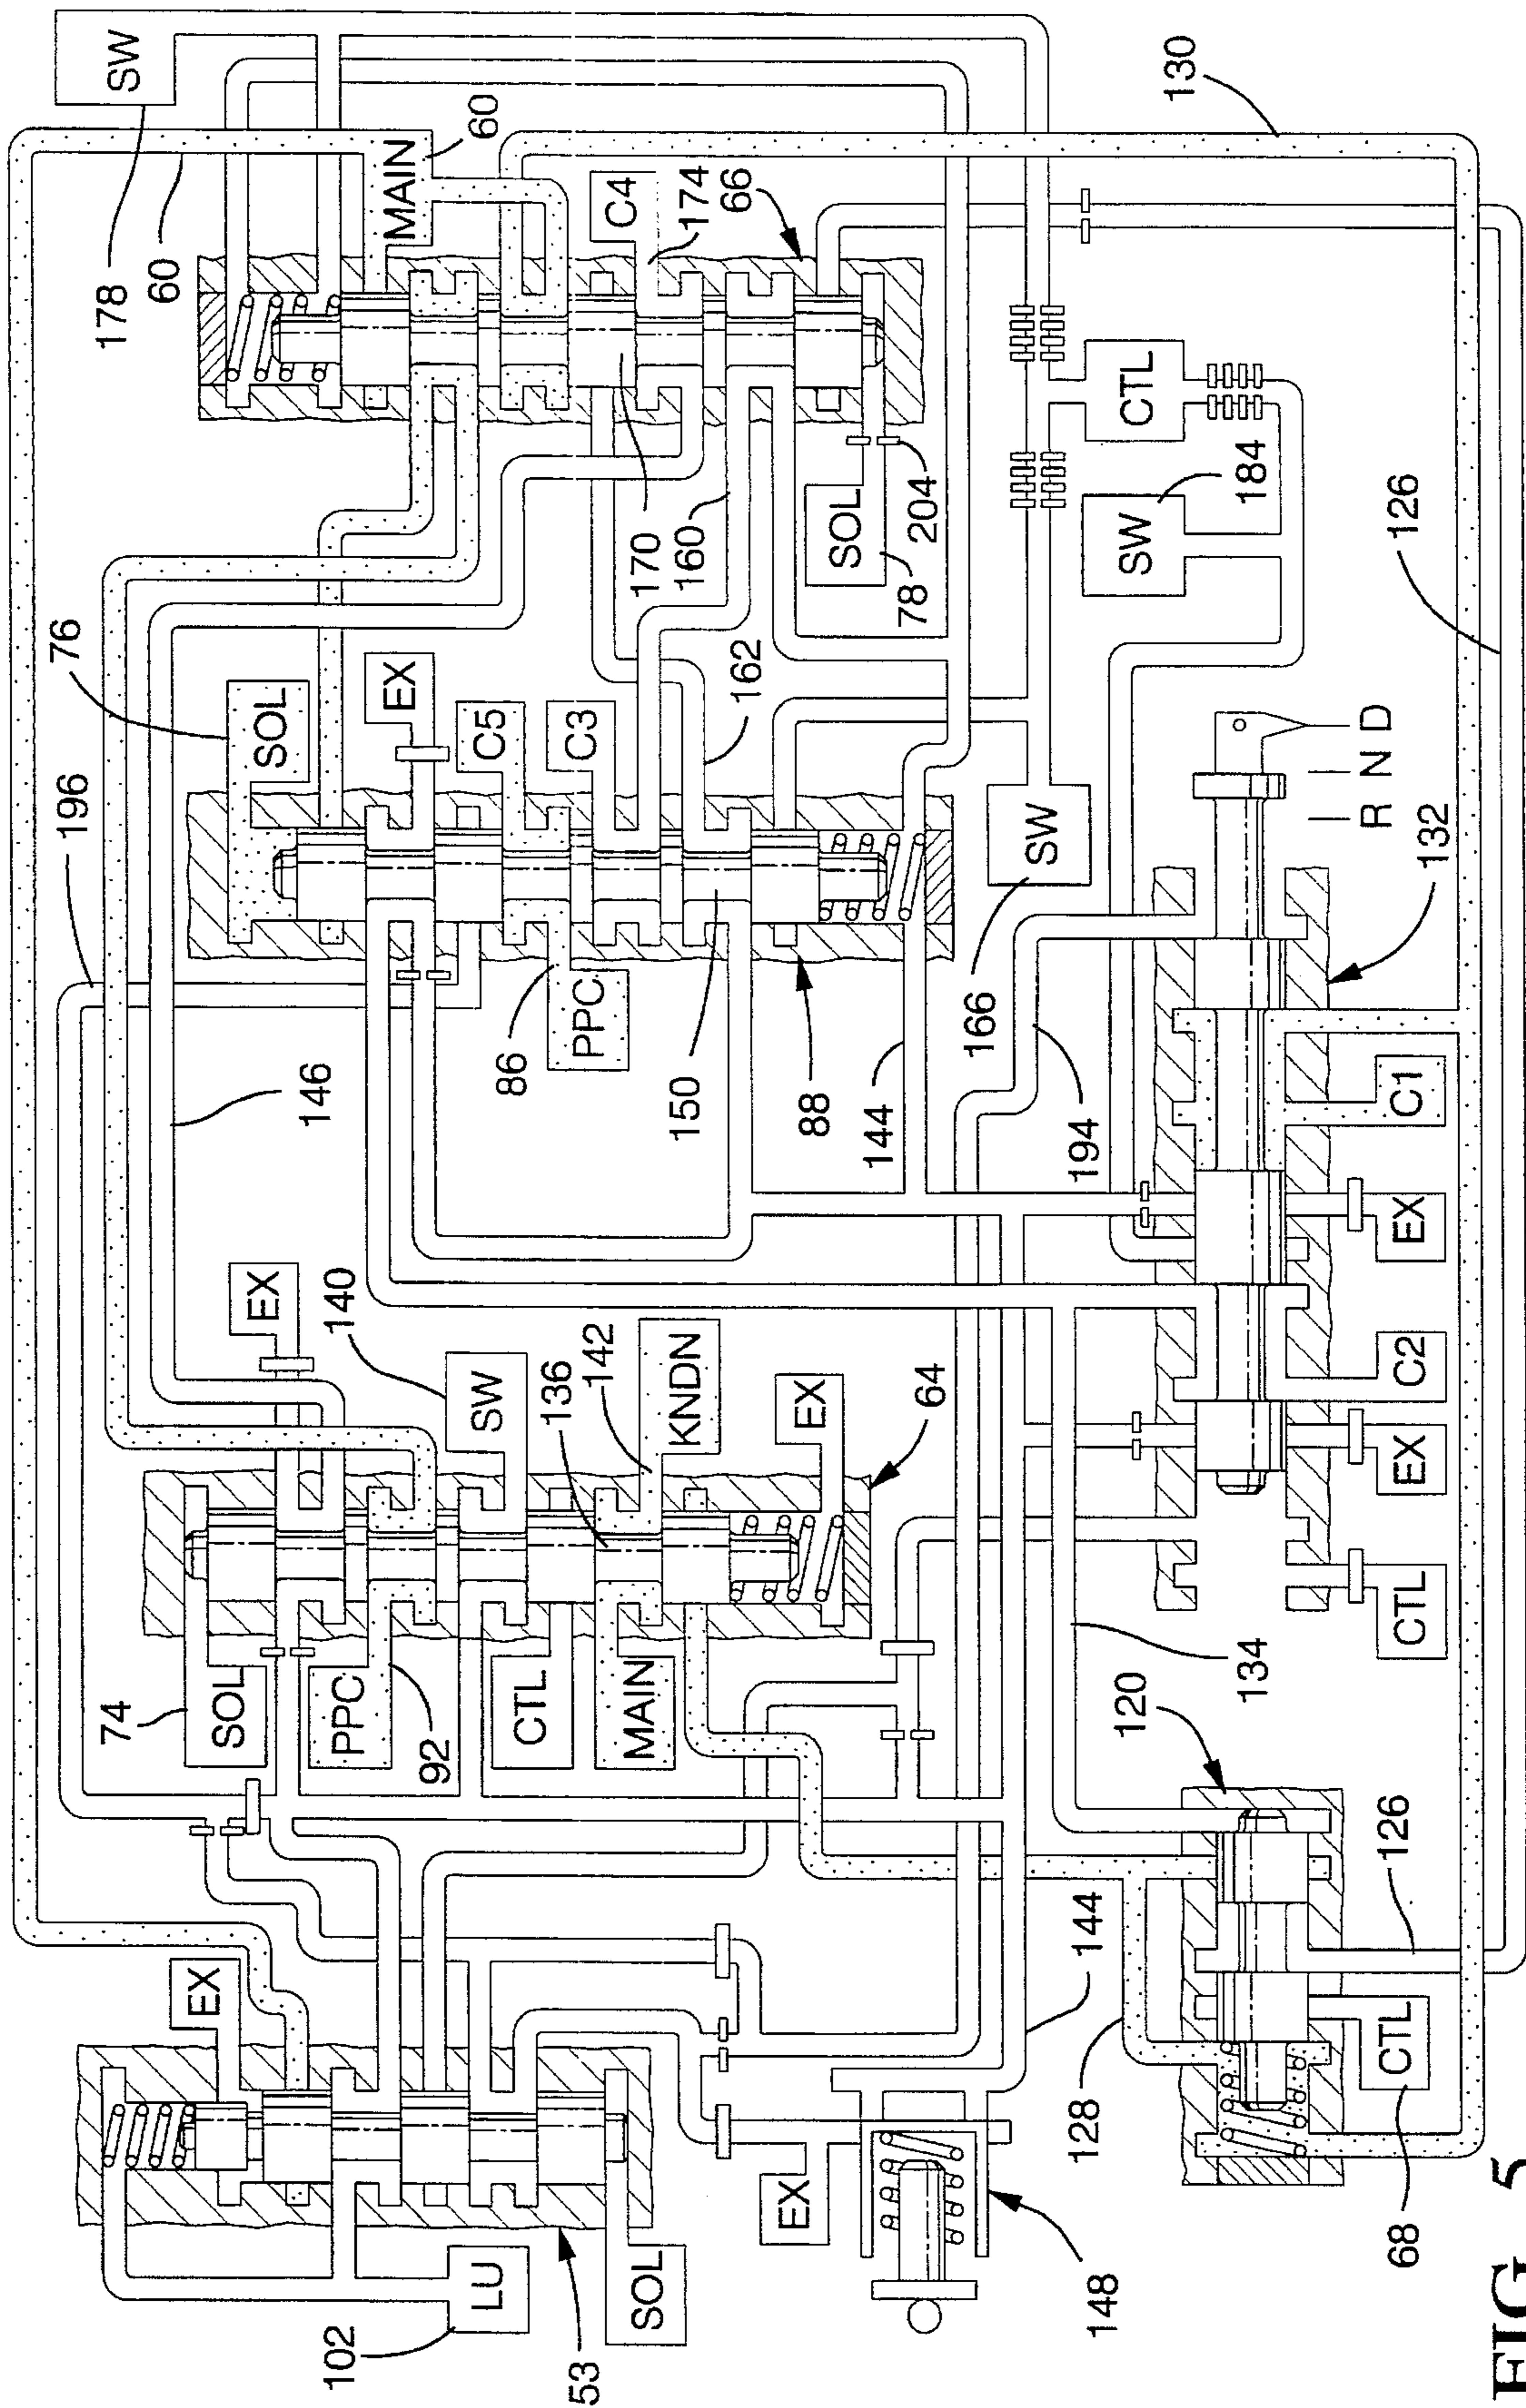 SW
178
60
MAIN
60
130
C4
174
66
76
SOL
196
EX
C5
C3
170
160
162
SOL
78
204
CTL
SW
184
126
146
86
PPC
150
88
144
166
SW
194
R N D
132
C1
EX
C2
EX
CTL
134
EX
140
SW
136
142
KNDN
EX
64
74
SOL
PPC
92
CTL
MAIN
120
126
144
128
CTL
68
EX
LU
102
53
SOL
EX
148
FIG. 5